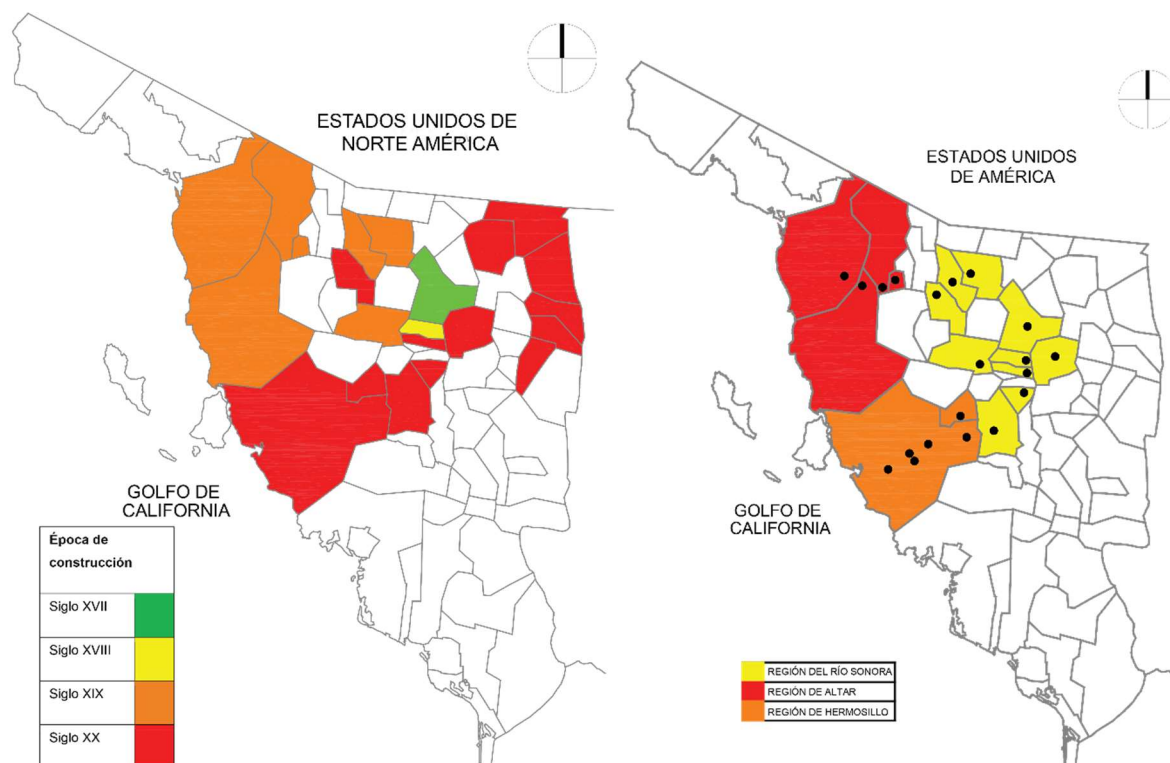 ESTADOS UNIDOS DE
NORTE AMÉRICA
GOLFO DE
CALIFORNIA
Época de
construcción
Siglo XVII
Siglo XVIII
Siglo XIX
Siglo XX
ESTADOS UNIDOS
DE AMÉRICA
GOLFO DE
CALIFORNIA
REGIÓN DEL RÍO SONORA
REGIÓN DE ALTAR
REGIÓN DE HERMOSILLO